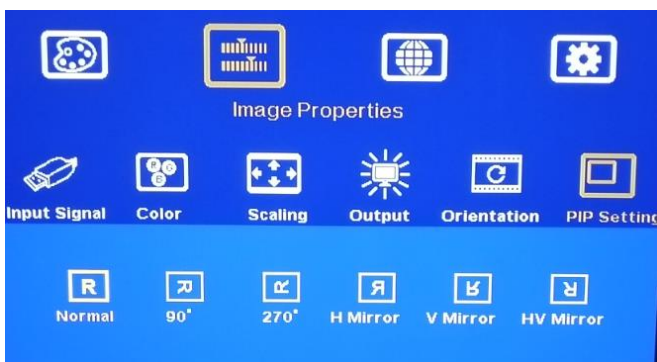 Image Properties
R G B
Input Signal Color Scaling Output Orientation PIP Setting
R R R Я R R
Normal 90° 270° H Mirror V Mirror HV Mirror